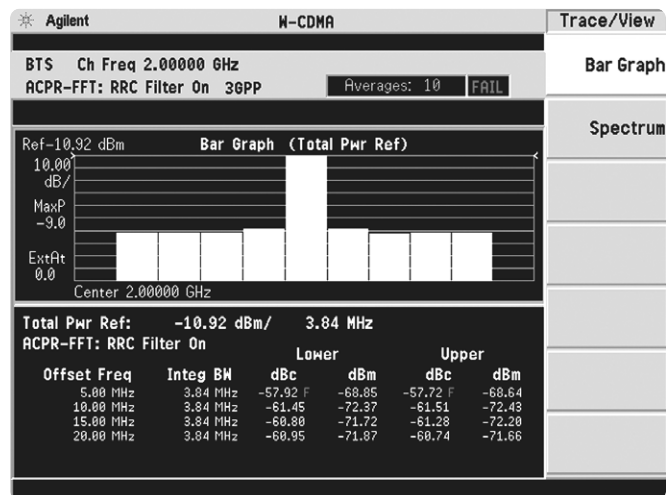 Agilent W-CDMA Trace/View
BTS Ch Freq 2.00000 GHz
ACPR-FFT: RRC Filter On 3GPP
Averages: 10 FAIL
Bar Graph
Spectrum
Ref-10.92 dBm Bar Graph (Total Pwr Ref)
10.00
dB/
MaxP
-9.0
ExtAt
0.0
Center 2.00000 GHz
Total Pwr Ref: -10.92 dBm/ 3.84 MHz
ACPR-FFT: RRC Filter On
Lower Upper
Offset Freq Integ BW dBc dBm dBc dBm
5.00 MHz 3.84 MHz -57.92 F -68.85 -57.72 F -68.64
10.00 MHz 3.84 MHz -61.45 -72.37 -61.51 -72.43
15.00 MHz 3.84 MHz -60.80 -71.72 -61.28 -72.20
20.00 MHz 3.84 MHz -60.95 -71.87 -60.74 -71.66